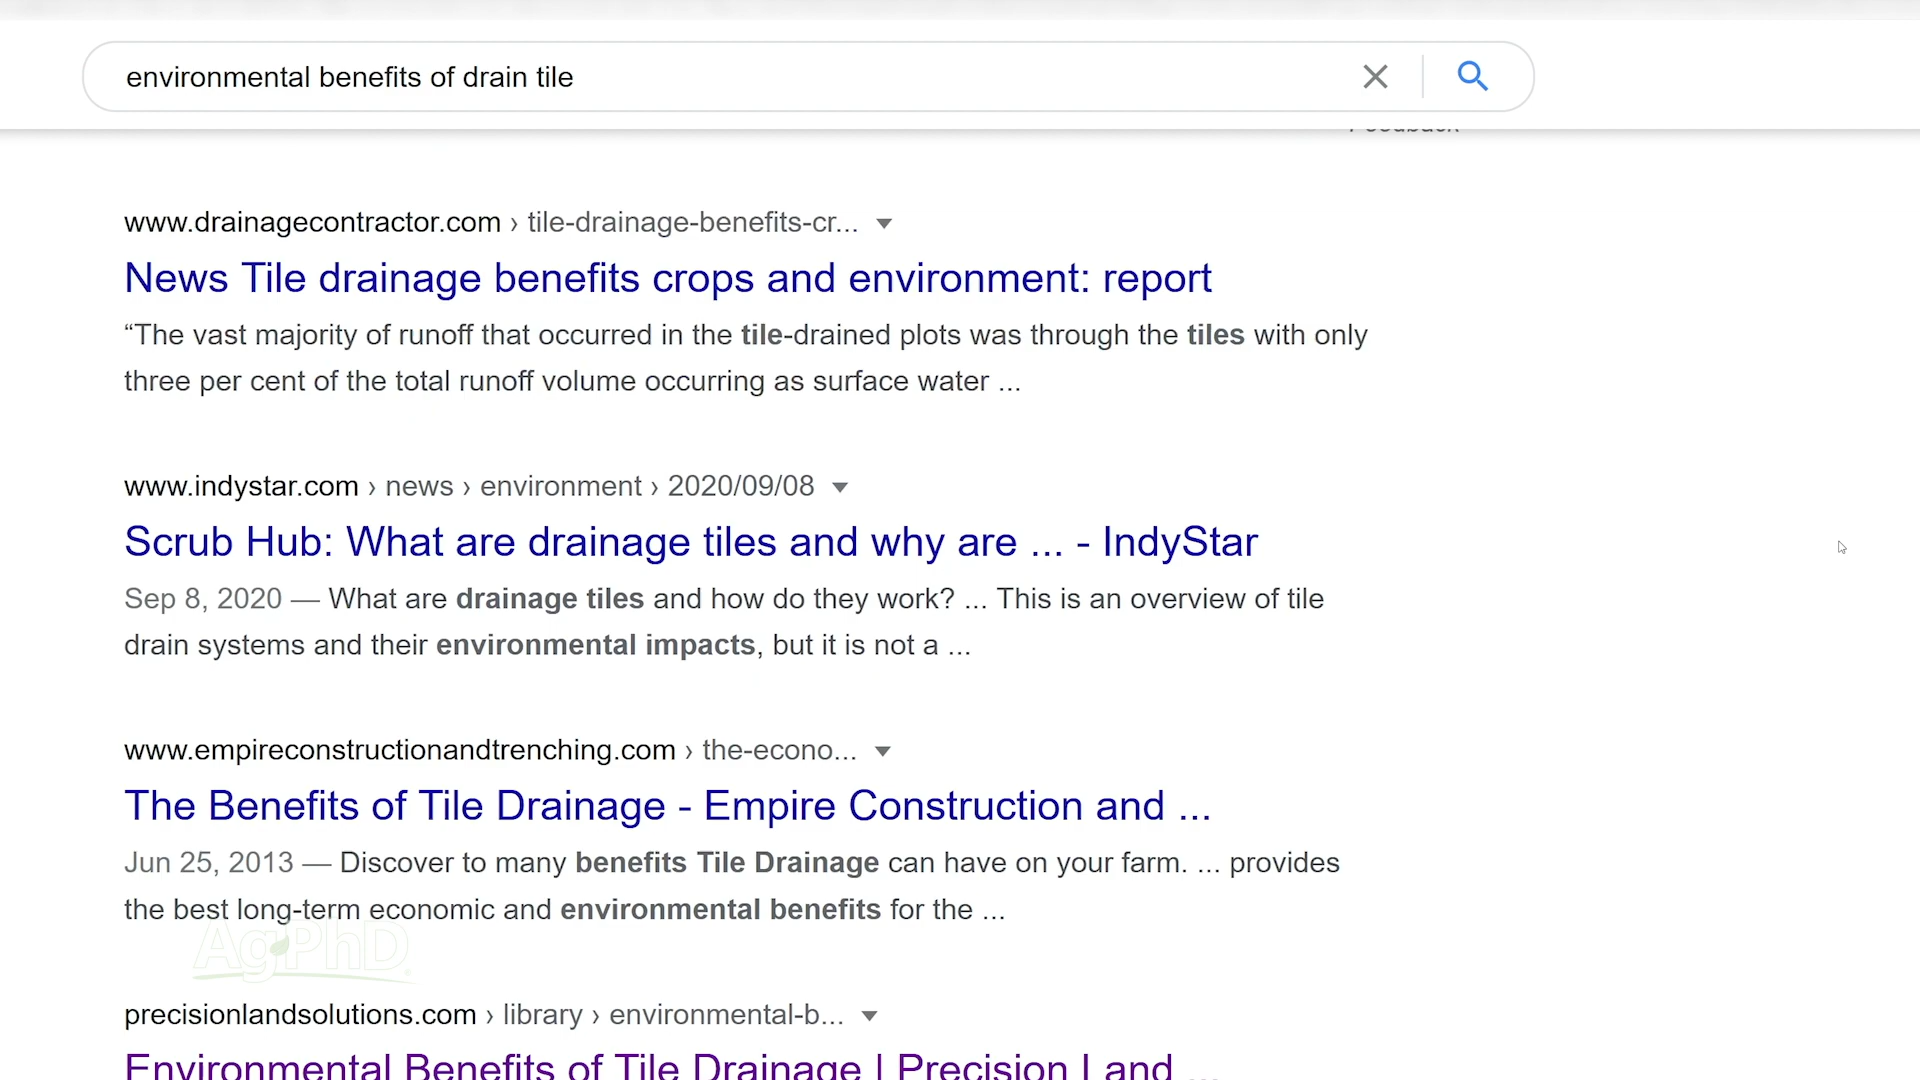 environmental benefits of drain tile
www.drainagecontractor.com › tile-drainage-benefits-cr...
News Tile drainage benefits crops and environment: report
“The vast majority of runoff that occurred in the tile-drained plots was through the tiles with only
three per cent of the total runoff volume occurring as surface water ...
www.indystar.com › news › environment › 2020/09/08
Scrub Hub: What are drainage tiles and why are ... - IndyStar
Sep 8, 2020 — What are drainage tiles and how do they work? ... This is an overview of tile
drain systems and their environmental impacts, but it is not a ...
www.empireconstructionandtrenching.com › the-econo...
The Benefits of Tile Drainage - Empire Construction and ...
Jun 25, 2013 — Discover to many benefits Tile Drainage can have on your farm. ... provides
the best long-term economic and environmental benefits for the ...
AgPhD
precisionlandsolutions.com › library › environmental-b...
Environmental Benefits of Tile Drainage | Precision Land ...